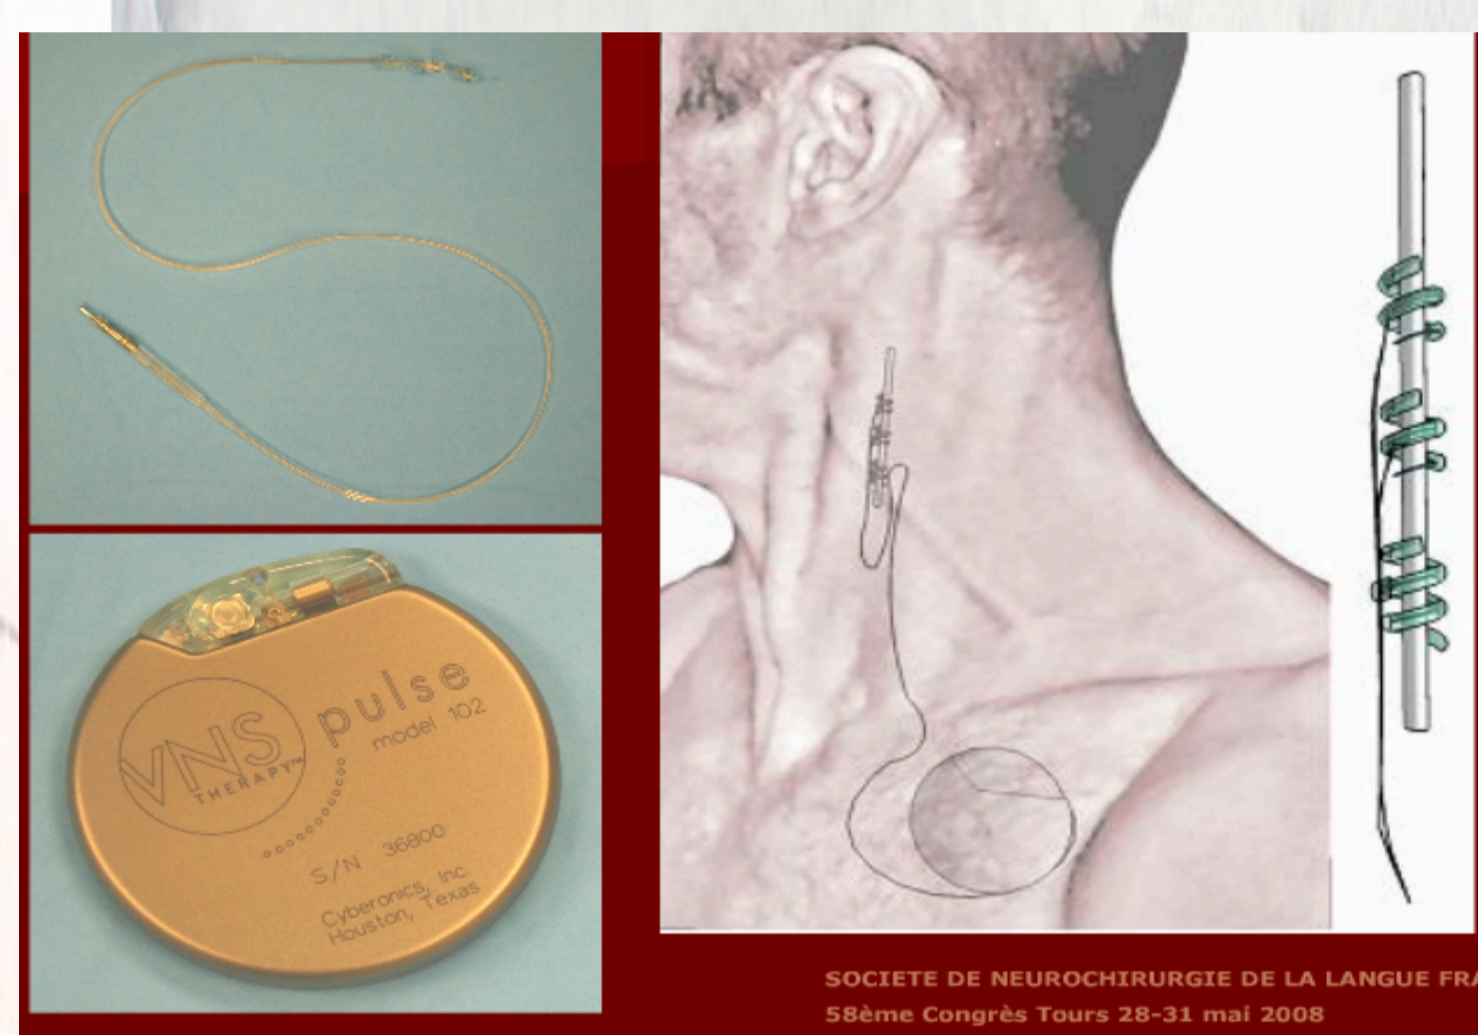 VNS
THERAPY™
pulse
model 102
S/N 36800
Cyberonics, Inc.
Houston, Texas
SOCIETE DE NEUROCHIRURGIE DE LA LANGUE FRA
58ème Congrès Tours 28-31 mai 2008